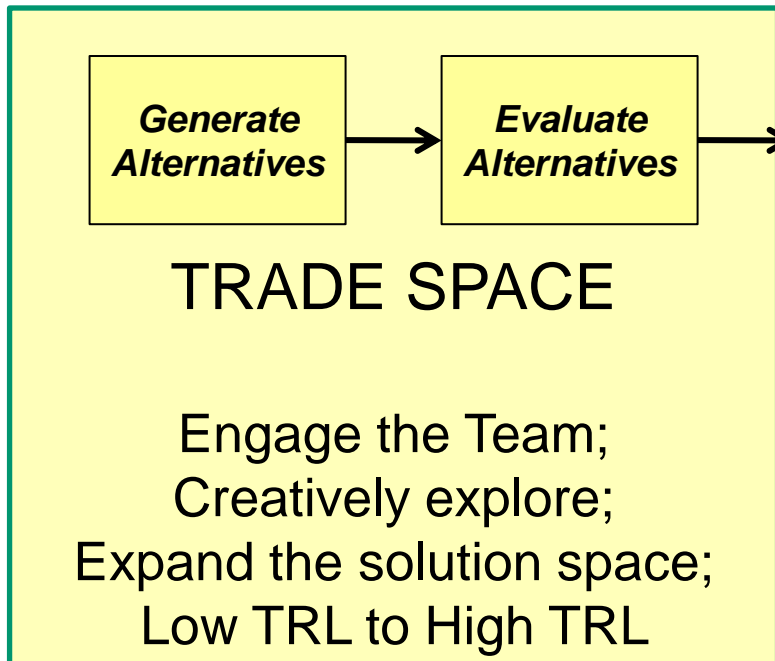 Generate
Alternatives
Evaluate
Alternatives
TRADE SPACE
Engage the Team;
Creatively explore;
Expand the solution space;
Low TRL to High TRL